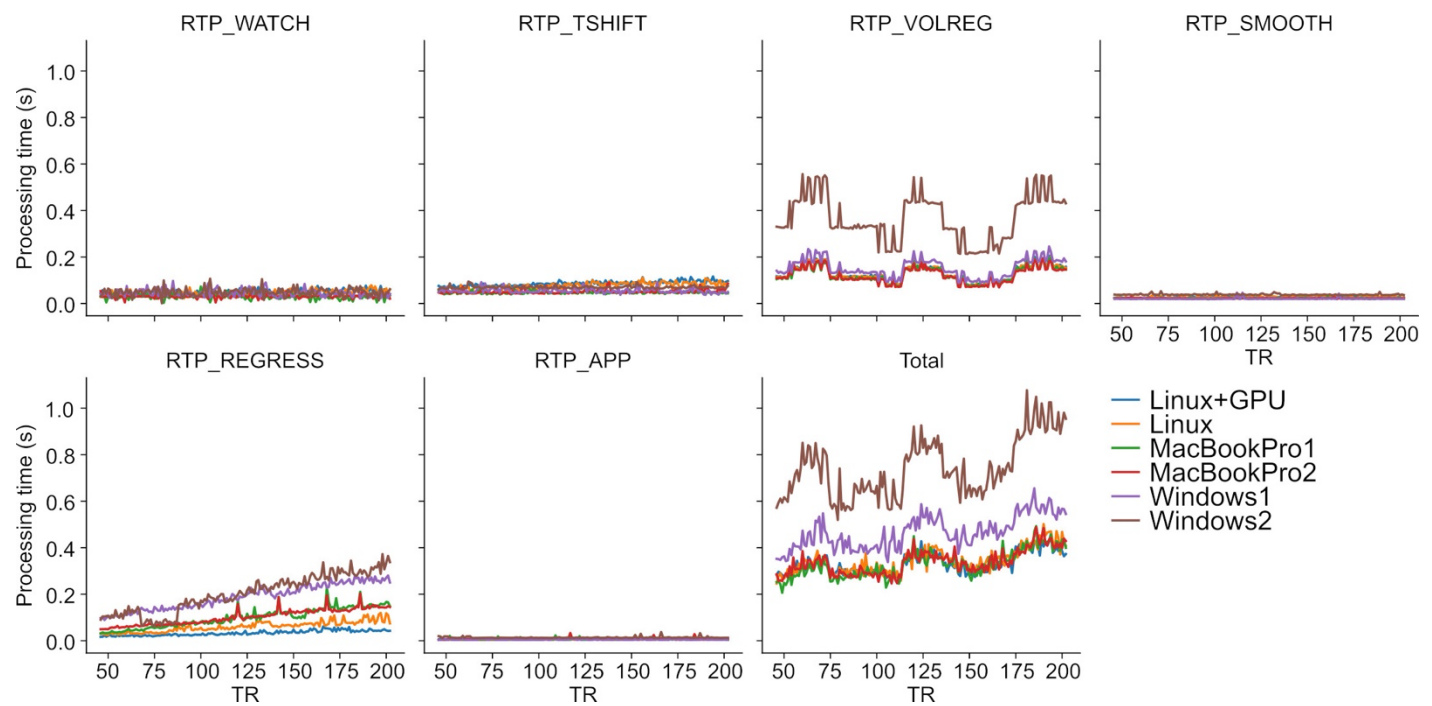 RTP_WATCH RTP_TSHIFT RTP_VOLREG RTP_SMOOTH
Processing time (s)
1.0
0.8
0.6
0.4
0.2
0.0
50 75 100 125 150 175 200
TR
RTP_REGRESS RTP_APP Total
Processing time (s)
1.0
0.8
0.6
0.4
0.2
0.0
50 75 100 125 150 175 200
TR
50 75 100 125 150 175 200
TR
50 75 100 125 150 175 200
TR
Linux+GPU
Linux
MacBookPro1
MacBookPro2
Windows1
Windows2